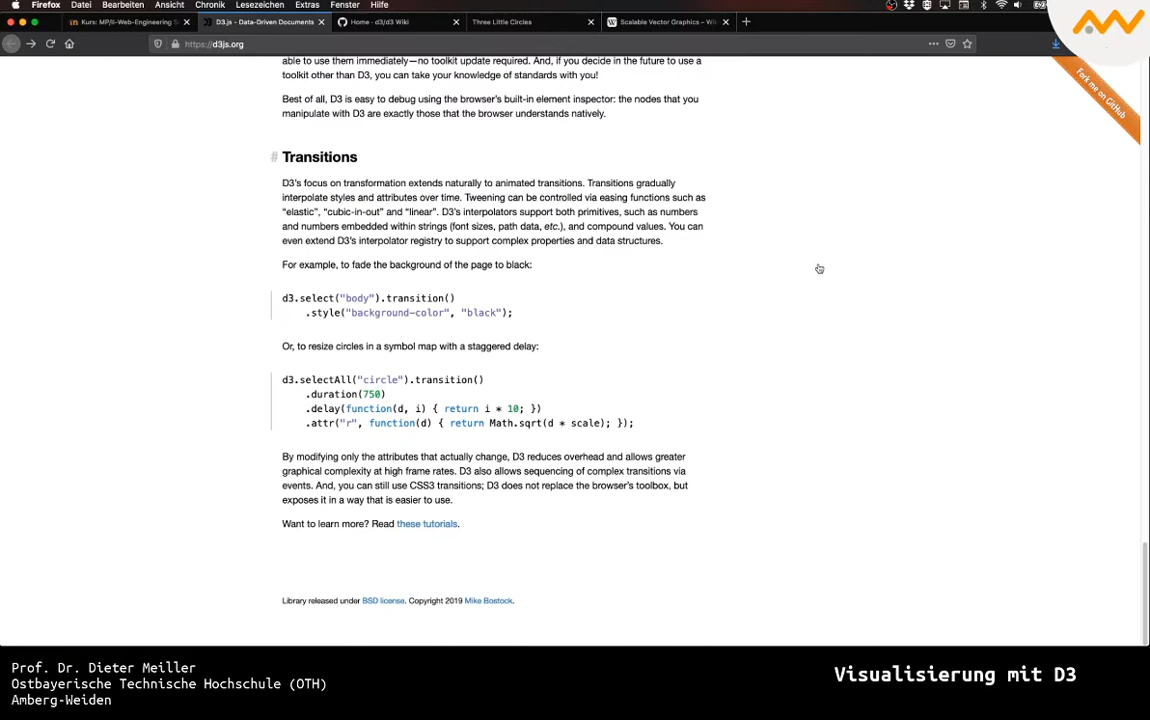 Firefox Datei Bearbeiten Ansicht Chronik Lesezeichen Extras Fenster Hilfe
Kurs: MP/II-Web-Engineering
D3.js - Data-Driven Documents
Home · d3/d3 Wiki
Three Little Circles
Scalable Vector Graphics – Wi
https://d3js.org
Fork me on GitHub
able to use them immediately—no toolkit update required. And, if you decide in the future to use a
toolkit other than D3, you can take your knowledge of standards with you!
Best of all, D3 is easy to debug using the browser's built-in element inspector: the nodes that you
manipulate with D3 are exactly those that the browser understands natively.
# Transitions
D3's focus on transformation extends naturally to animated transitions. Transitions gradually
interpolate styles and attributes over time. Tweening can be controlled via easing functions such as
“elastic”, “cubic-in-out” and “linear”. D3's interpolators support both primitives, such as numbers
and numbers embedded within strings (font sizes, path data, etc.), and compound values. You can
even extend D3's interpolator registry to support complex properties and data structures.
For example, to fade the background of the page to black:
d3.select("body").transition()
.style("background-color", "black");
Or, to resize circles in a symbol map with a staggered delay:
d3.selectAll("circle").transition()
.duration(750)
.delay(function(d, i) { return i * 10; })
.attr("r", function(d) { return Math.sqrt(d * scale); });
By modifying only the attributes that actually change, D3 reduces overhead and allows greater
graphical complexity at high frame rates. D3 also allows sequencing of complex transitions via
events. And, you can still use CSS3 transitions; D3 does not replace the browser's toolbox, but
exposes it in a way that is easier to use.
Want to learn more? Read these tutorials.
Library released under BSD license. Copyright 2019 Mike Bostock.
Prof. Dr. Dieter Meiller
Ostbayerische Technische Hochschule (OTH)
Amberg-Weiden
Visualisierung mit D3